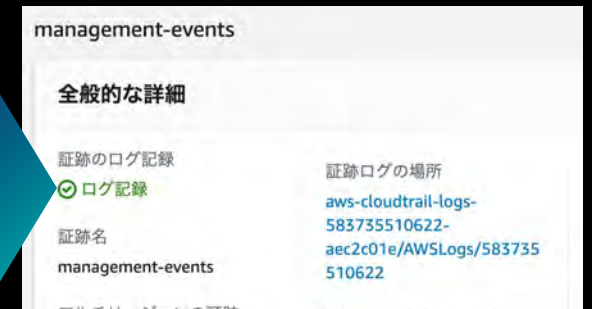 management-events
全般的な詳細
証跡のログ記録
ログ記録
証跡名
management-events
証跡ログの場所
aws-cloudtrail-logs-
583735510622-
aec2c01e/AWSLogs/583735
510622